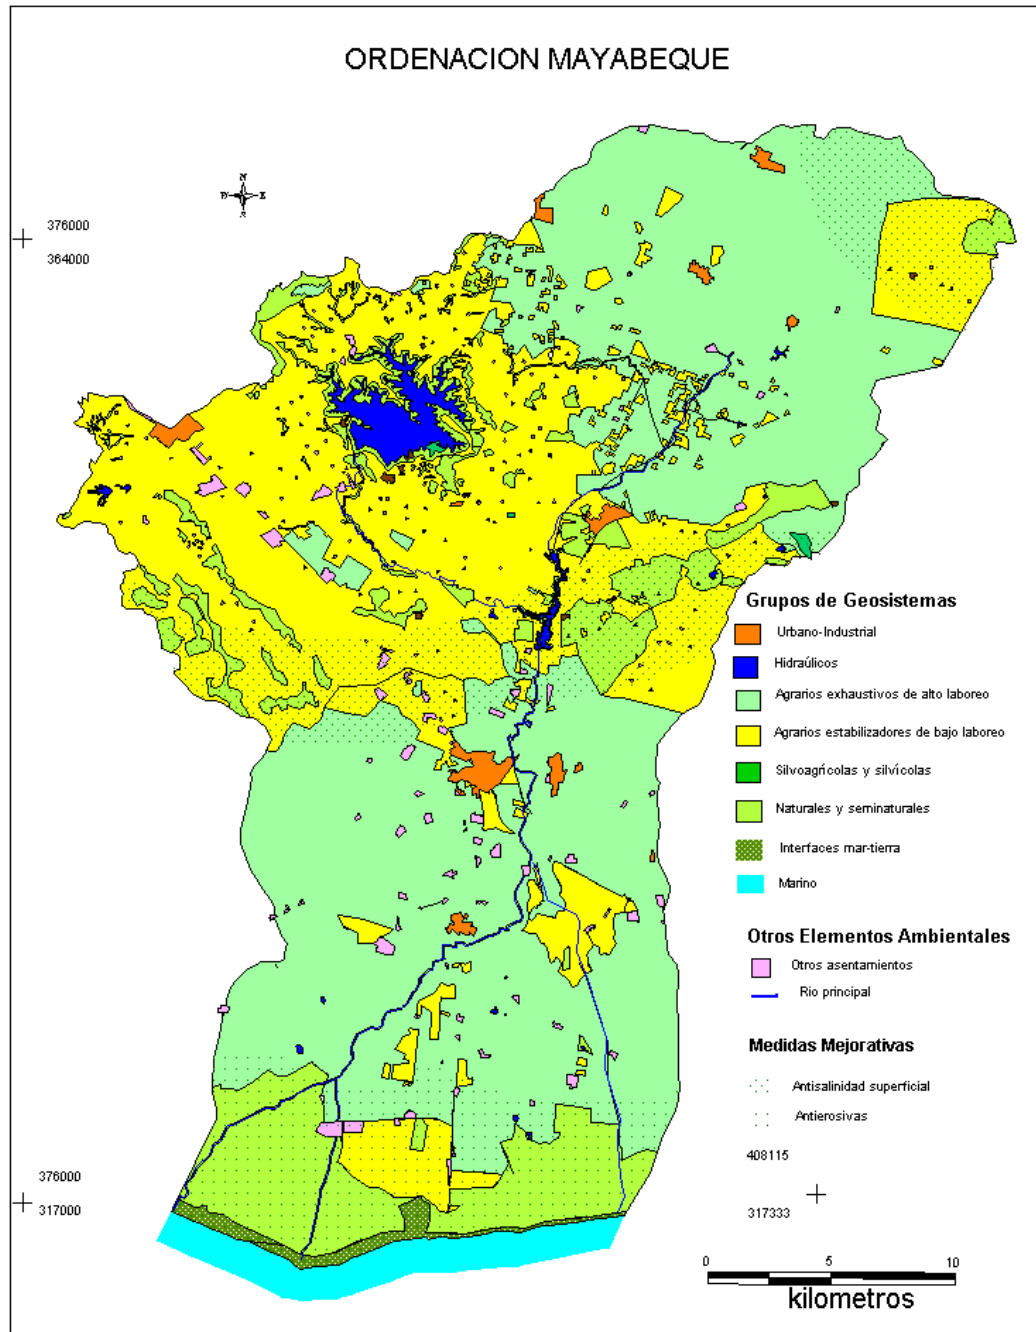 ORDENACION MAYABEQUE
N
E
376000
364000
Grupos de Geosistemas
Urbano-Industrial
Hidraúlicos
Agrarios exhaustivos de alto laboreo
Agrarios estabilizadores de bajo laboreo
Silvoagrícolas y silvícolas
Naturales y seminaturales
Interfaces mar-tierra
Marino
Otros Elementos Ambientales
Otros asentamientos
Rio principal
Medidas Mejorativas
Antisalinidad superficial
Antierosivas
408115
317333
376000
317000
0 5 10
kilometros